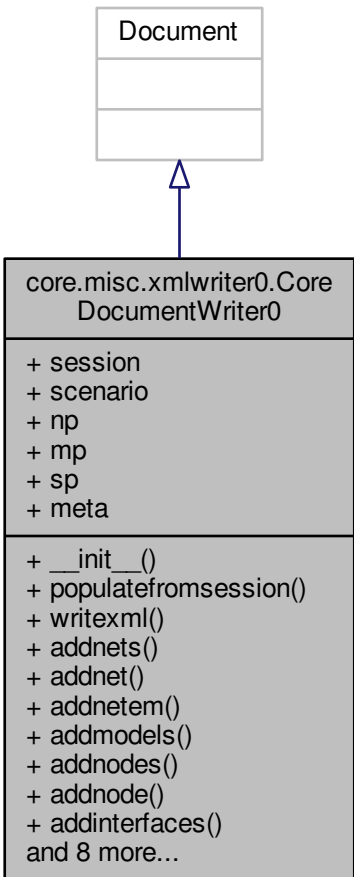 Document
core.misc.xmlwriter0.Core
DocumentWriter0
+ session
+ scenario
+ np
+ mp
+ sp
+ meta
+ __init__()
+ populatefromsession()
+ writexml()
+ addnets()
+ addnet()
+ addnetem()
+ addmodels()
+ addnodes()
+ addnode()
+ addinterfaces()
and 8 more...